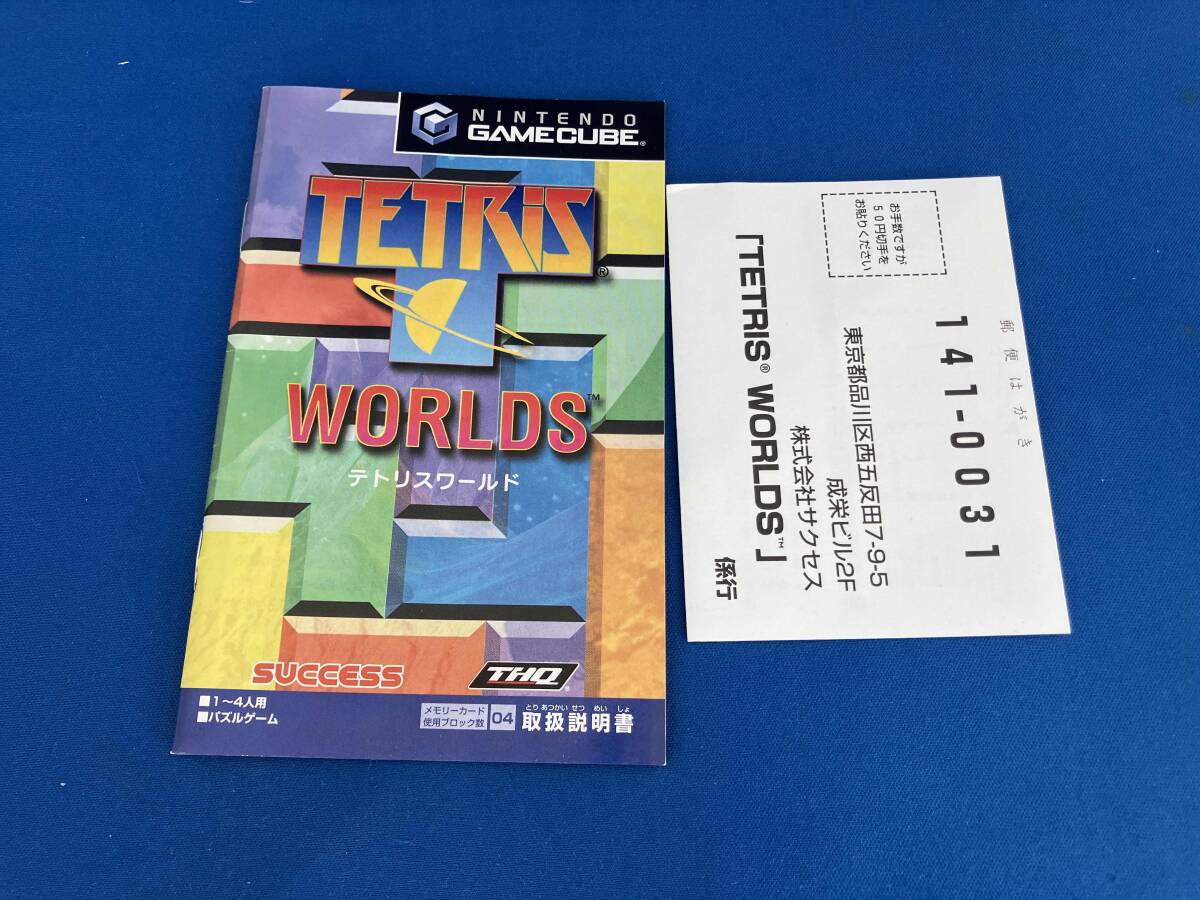 NINTENDO
GAMECUBE®
TETRiS®
WORLDS™
テトリスワールド
SUCCESS
THQ®
■1〜4人用
■パズルゲーム
メモリーカード
使用ブロック数
04
とり あつかい せつ めい しょ
取扱説明書
郵便はがき
141-0031
お手数ですが
50円切手を
お貼りください
東京都品川区西五反田7-9-5
成栄ビル2F
株式会社サクセス
「TETRIS® WORLDS™」
係行